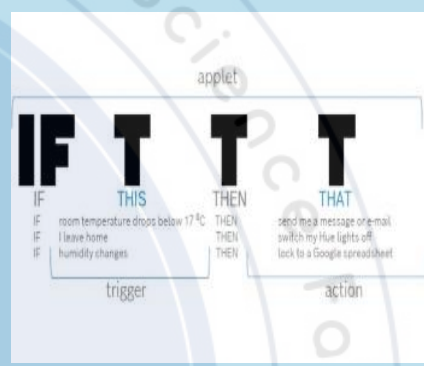 applet
IF T T T
IF THIS THEN THAT
IF room temperature drops below 17 °C THEN send me a message or e-mail
IF I leave home THEN switch my Hue lights off
IF humidity changes THEN lock to a Google spreadsheet
trigger action
science